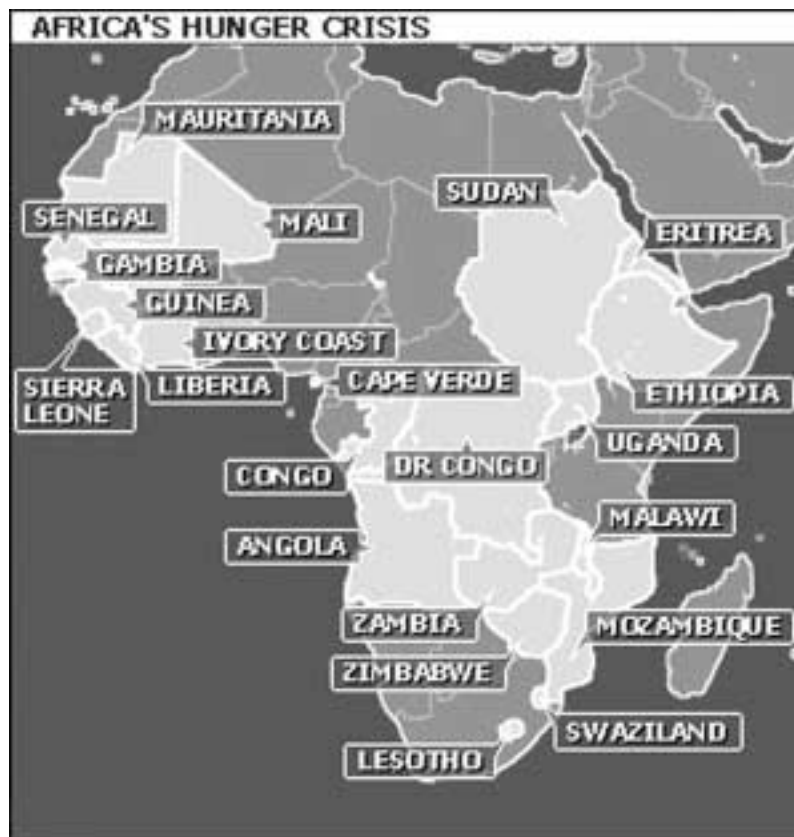 AFRICA'S HUNGER CRISIS
MAURITANIA
SUDAN
SENEGAL
MALI
ERITREA
GAMBIA
GUINEA
IVORY COAST
SIERRA
LEONE
LIBERIA
CAPE VERDE
ETHIOPIA
UGANDA
CONGO
DR CONGO
MALAWI
ANGOLA
ZAMBIA
MOZAMBIQUE
ZIMBABWE
SWAZILAND
LESOTHO